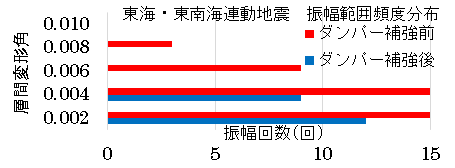 東海・東南海連動地震　振幅範囲頻度分布
ダンパー補強前
ダンパー補強後
層間変形角
0.010
0.008
0.006
0.004
0.002
振幅回数(回)
0 5 10 15